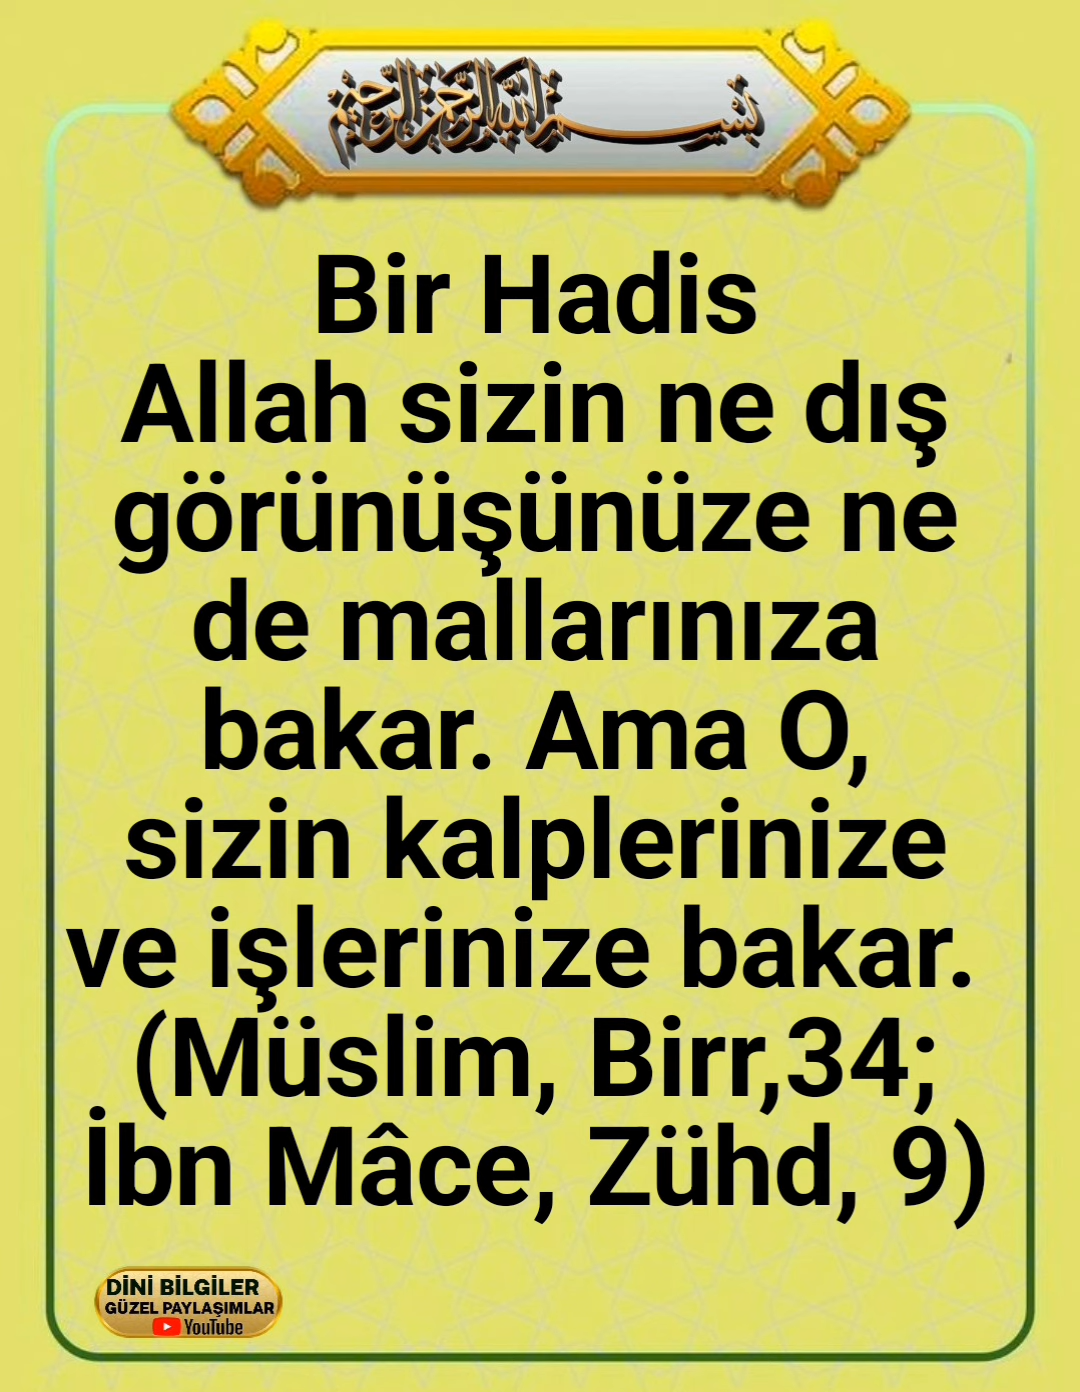 بسم الله الرحمن الرحيم
Bir Hadis
Allah sizin ne dış
görünüşünüze ne
de mallarınıza
bakar. Ama O,
sizin kalplerinize
ve işlerinize bakar.
(Müslim, Birr,34;
İbn Mâce, Zühd, 9)
DİNİ BİLGİLER
GÜZEL PAYLAŞIMLAR
YouTube